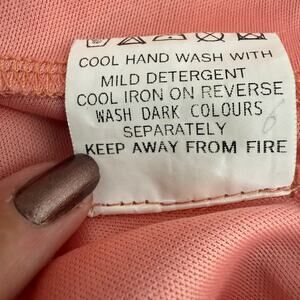 COOL HAND WASH WITH
MILD DETERGENT
COOL IRON ON REVERSE
WASH DARK COLOURS
SEPARATELY
KEEP AWAY FROM FIRE